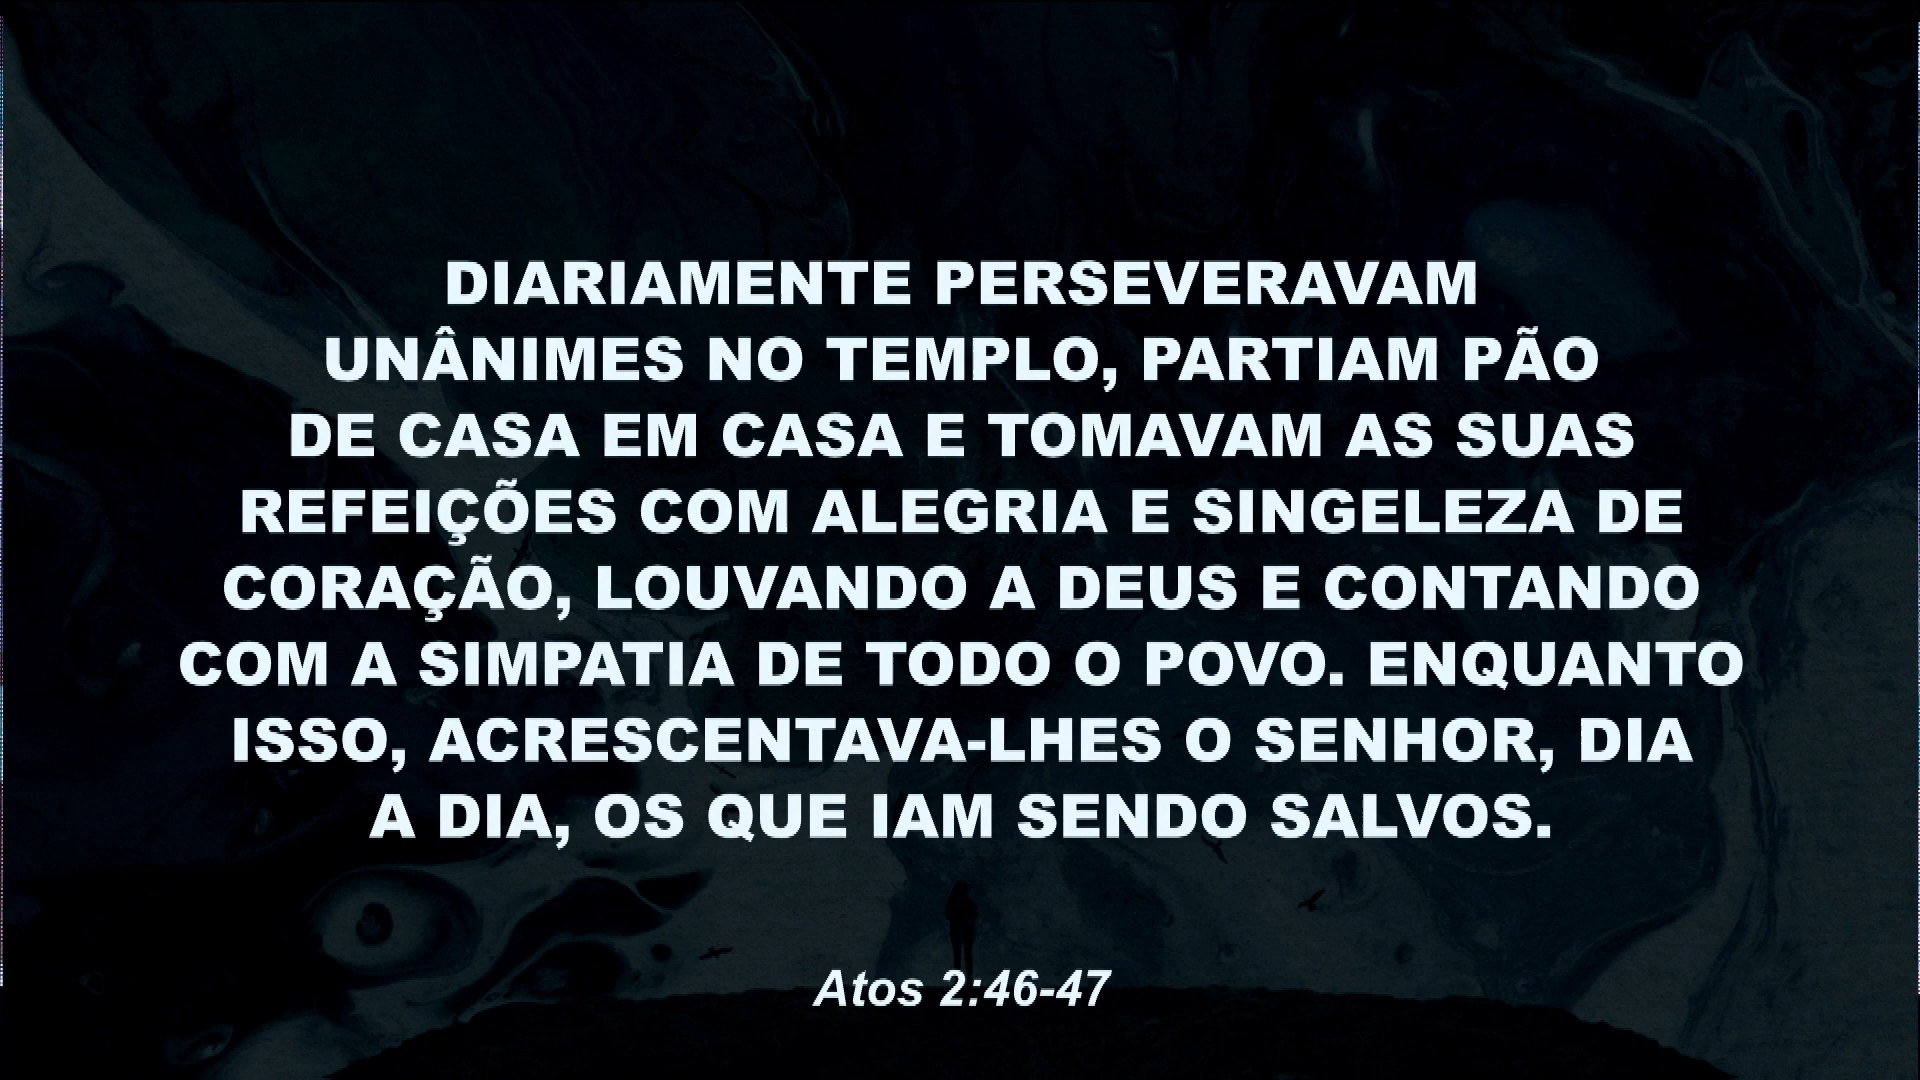 DIARIAMENTE PERSEVERAVAM
UNÂNIMES NO TEMPLO, PARTIAM PÃO
DE CASA EM CASA E TOMAVAM AS SUAS
REFEIÇÕES COM ALEGRIA E SINGELEZA DE
CORAÇÃO, LOUVANDO A DEUS E CONTANDO
COM A SIMPATIA DE TODO O POVO. ENQUANTO
ISSO, ACRESCENTAVA-LHES O SENHOR, DIA
A DIA, OS QUE IAM SENDO SALVOS.
Atos 2:46-47